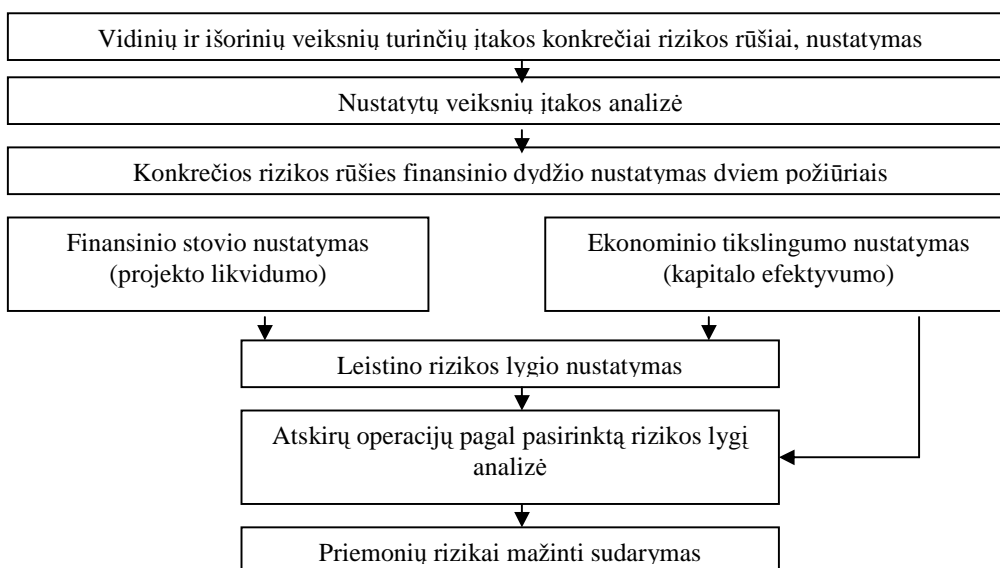 Vidinių ir išorinių veiksnių turinčių įtakos konkrečiai rizikos rūšiai, nustatymas
Nustatytų veiksnių įtakos analizė
Konkrečios rizikos rūšies finansinio dydžio nustatymas dviem požiūriais
Finansinio stovio nustatymas
(projekto likvidumo)
Ekonominio tikslingumo nustatymas
(kapitalo efektyvumo)
Leistino rizikos lygio nustatymas
Atskirų operacijų pagal pasirinktą rizikos lygį
analizė
Priemonių rizikai mažinti sudarymas